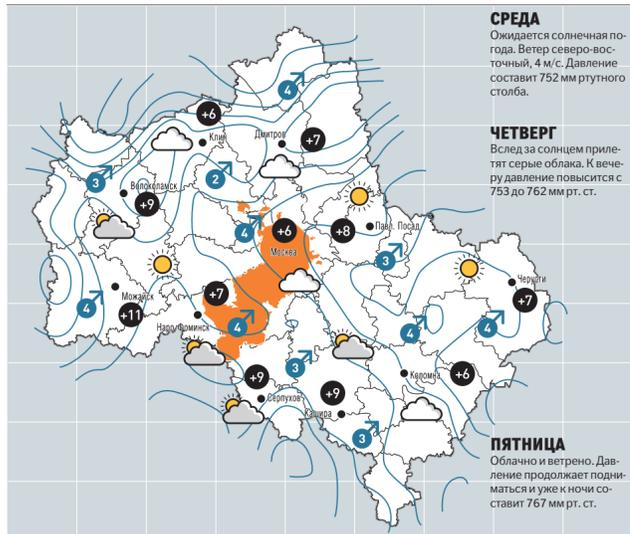 СРЕДА
Ожидается солнечная по-
года. Ветер северо-вос-
точный, 4 м/с. Давление
составит 752 мм ртутного
столба.
ЧЕТВЕРГ
Вслед за солнцем приле-
тят серые облака. К вече-
ру давление повысится с
753 до 762 мм рт. ст.
ПЯТНИЦА
Облачно и ветрено. Дав-
ление продолжает подни-
маться и уже к ночи со-
ставит 767 мм рт. ст.
4
+6
Клин
Дмитров
+7
3
2
Волоколамск
+9
4
+6
Москва
+8
Павл. Посад
3
Можайск
+11
4
+7
Наро-Фоминск
4
Черусти
+7
4
4
3
+9
Серпухов
+9
Кашира
Коломна
+6
3